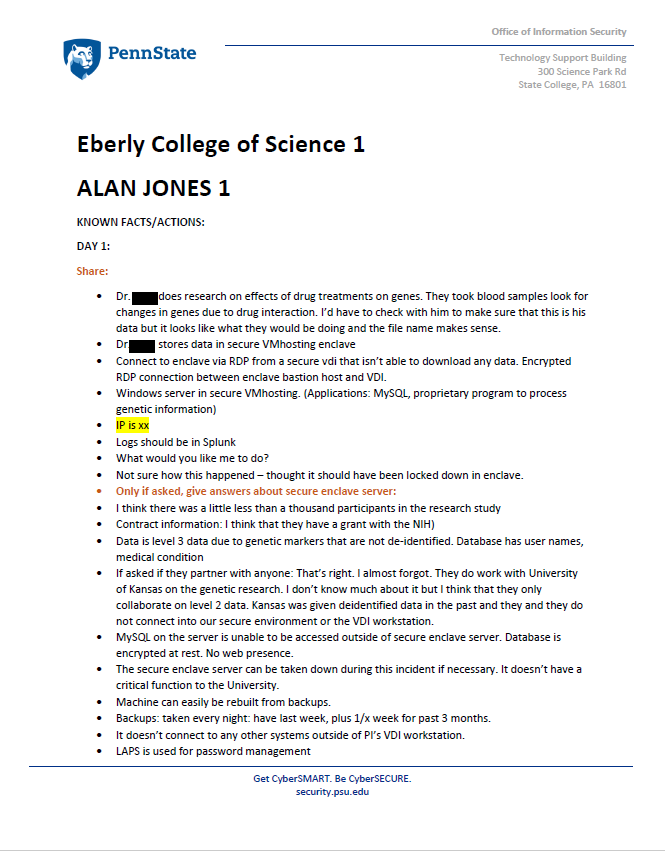 PennState
Office of Information Security
Technology Support Building
300 Science Park Rd
State College, PA 16801
Eberly College of Science 1
ALAN JONES 1
KNOWN FACTS/ACTIONS:
DAY 1:
Share:
• Dr. does research on effects of drug treatments on genes. They took blood samples look for
changes in genes due to drug interaction. I'd have to check with him to make sure that this is his
data but it looks like what they would be doing and the file name makes sense.
• Dr stores data in secure VMhosting enclave
• Connect to enclave via RDP from a secure vdi that isn't able to download any data. Encrypted
RDP connection between enclave bastion host and VDI.
• Windows server in secure VMhosting. (Applications: MySQL, proprietary program to process
genetic information)
• IP is xx
• Logs should be in Splunk
• What would you like me to do?
• Not sure how this happened – thought it should have been locked down in enclave.
• Only if asked, give answers about secure enclave server:
• I think there was a little less than a thousand participants in the research study
• Contract information: I think that they have a grant with the NIH)
• Data is level 3 data due to genetic markers that are not de-identified. Database has user names,
medical condition
• If asked if they partner with anyone: That's right. I almost forgot. They do work with University
of Kansas on the genetic research. I don't know much about it but I think that they only
collaborate on level 2 data. Kansas was given deidentified data in the past and they and they do
not connect into our secure environment or the VDI workstation.
• MySQL on the server is unable to be accessed outside of secure enclave server. Database is
encrypted at rest. No web presence.
• The secure enclave server can be taken down during this incident if necessary. It doesn't have a
critical function to the University.
• Machine can easily be rebuilt from backups.
• Backups: taken every night: have last week, plus 1/x week for past 3 months.
• It doesn't connect to any other systems outside of PI's VDI workstation.
• LAPS is used for password management
Get CyberSMART. Be CyberSECURE.
security.psu.edu